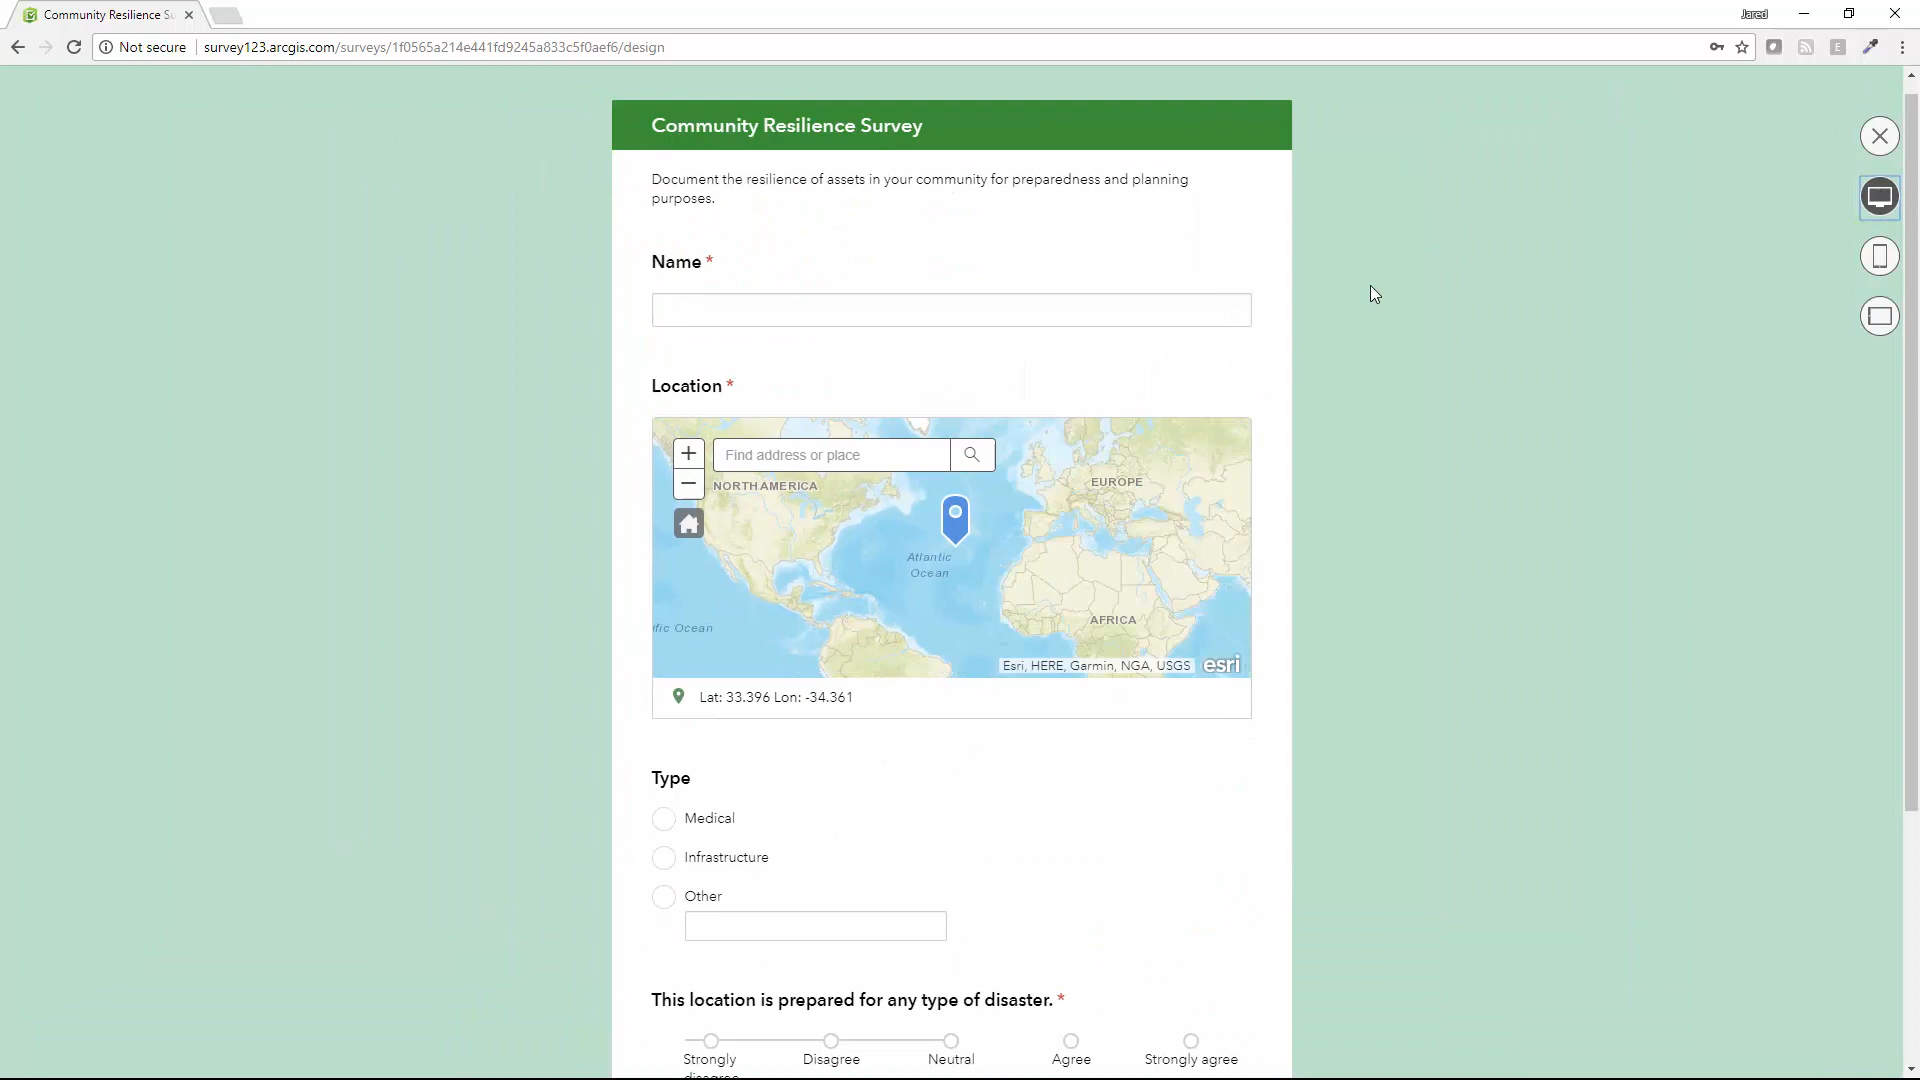 Community Resilience Su
Jared
Not secure
survey123.arcgis.com/surveys/1f0565a214e441fd9245a833c5f0aef6/design
E
Community Resilience Survey
Document the resilience of assets in your community for preparedness and planning
purposes.
Name *
Location *
+
Find address or place
−
NORTH AMERICA
EUROPE
Atlantic
Ocean
AFRICA
ific Ocean
Esri, HERE, Garmin, NGA, USGS
esri
Lat: 33.396 Lon: -34.361
Type
Medical
Infrastructure
Other
This location is prepared for any type of disaster. *
Strongly
disagree
Disagree
Neutral
Agree
Strongly agree